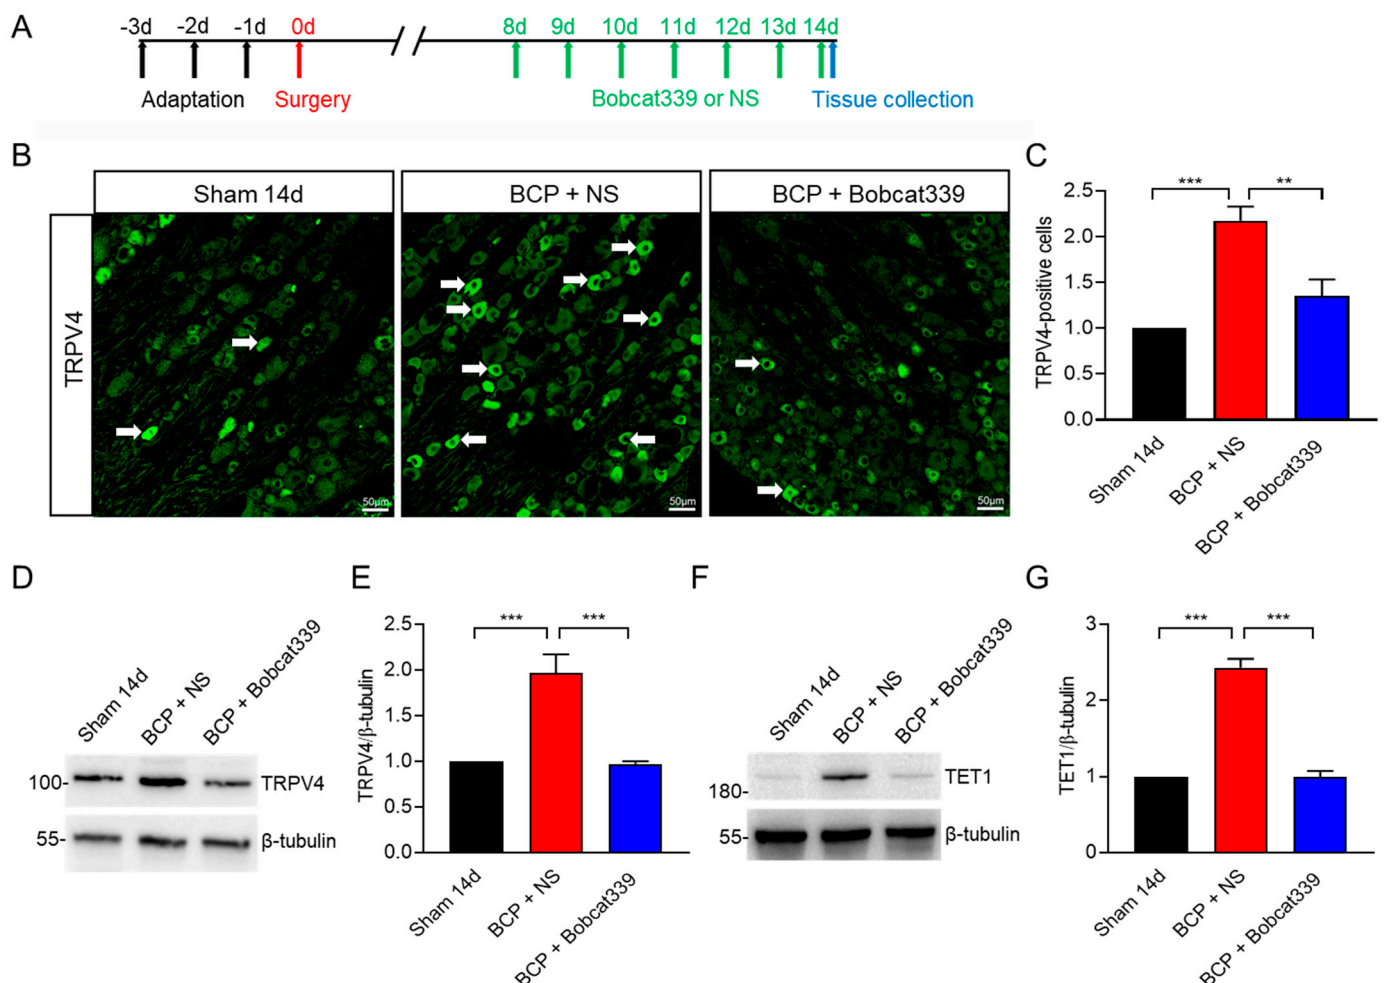 A
-3d -2d -1d 0d 8d 9d 10d 11d 12d 13d 14d
Adaptation Surgery Bobcat339 or NS Tissue collection
B
Sham 14d BCP + NS BCP + Bobcat339
TRPV4
50μm 50μm 50μm
C
*** **
TRPV4-positive cells
2.5
2.0
1.5
1.0
0.5
0.0
Sham 14d
BCP + NS
BCP + Bobcat339
D
Sham 14d
BCP + NS
BCP + Bobcat339
100- TRPV4
55- β-tubulin
E
*** ***
TRPV4/β-tubulin
2.5
2.0
1.5
1.0
0.5
0.0
Sham 14d
BCP + NS
BCP + Bobcat339
F
Sham 14d
BCP + NS
BCP + Bobcat339
TET1
180-
55- β-tubulin
G
*** ***
TET1/β-tubulin
3
2
1
0
Sham 14d
BCP + NS
BCP + Bobcat339